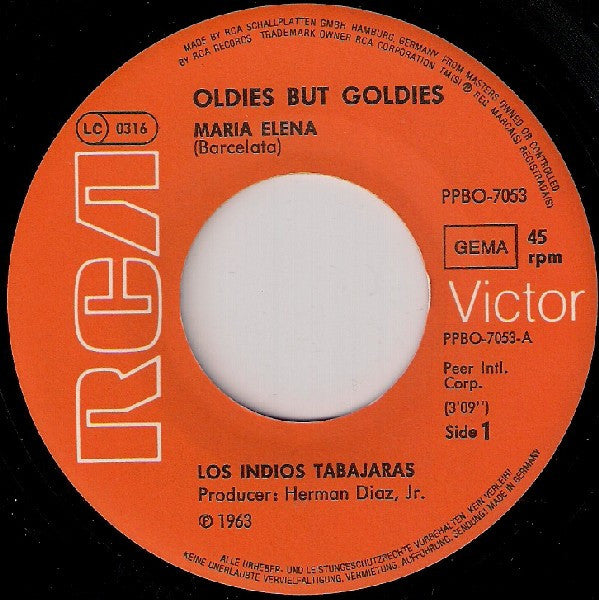 MADE BY RCA SCHALLPLATTEN GMBH, HAMBURG, GERMANY, FROM MASTERS OWNED OR CONTROLLED
BY RCA RECORDS TRADEMARK OWNER RCA CORPORATION TM(S) ® REG. MARCA(S) REGISTRADA(S)
OLDIES BUT GOLDIES
MARIA ELENA
(Barcelata)
LC 0316
RCA
PPBO-7053
GEMA
45
rpm
Victor
PPBO-7053-A
Peer Intl.
Corp.
(3'09")
Side 1
LOS INDIOS TABAJARAS
Producer: Herman Diaz, Jr.
℗ 1963
ALLE URHEBER- UND LEISTUNGSSCHUTZRECHTE VORBEHALTEN. KEIN VERLEIH!
KEINE UNERLAUBTE VERVIELFÄLTIGUNG, VERMIETUNG, AUFFÜHRUNG, SENDUNG! MADE IN GERMANY